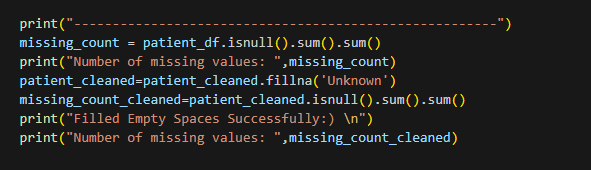 print("------------------------------------------------------")
missing_count = patient_df.isnull().sum().sum()
print("Number of missing values: ",missing_count)
patient_cleaned=patient_cleaned.fillna('Unknown')
missing_count_cleaned=patient_cleaned.isnull().sum().sum()
print("Filled Empty Spaces Successfully:) \n")
print("Number of missing values: ",missing_count_cleaned)